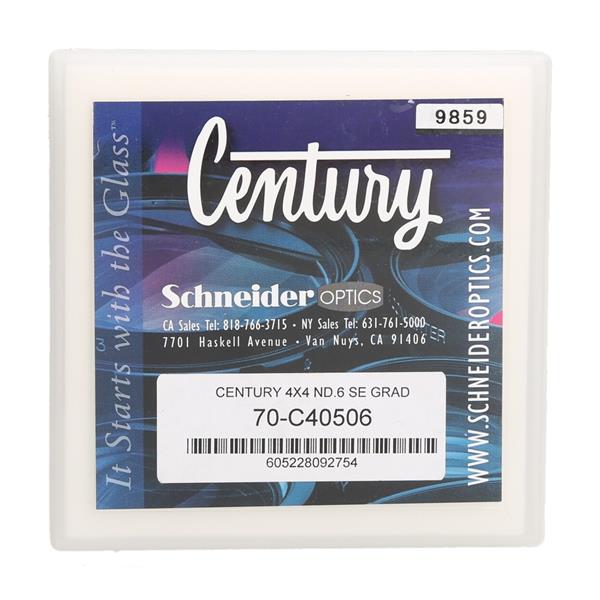 9859
Century
It Starts with the Glass™
Schneider OPTICS
CA Sales Tel: 818-766-3715 • NY Sales Tel: 631-761-5000
7701 Haskell Avenue • Van Nuys, CA 91406
WWW.SCHNEIDEROPTICS.COM
CENTURY 4X4 ND.6 SE GRAD
70-C40506
605228092754